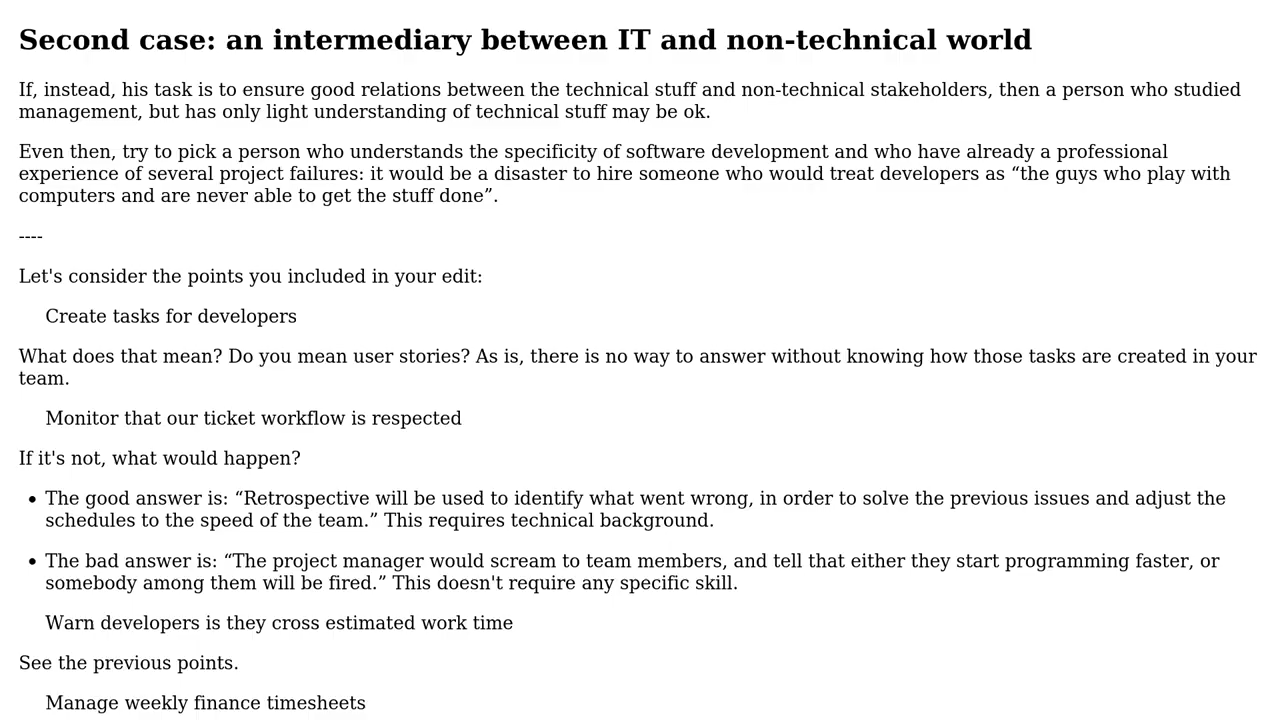 Second case: an intermediary between IT and non-technical world
If, instead, his task is to ensure good relations between the technical stuff and non-technical stakeholders, then a person who studied
management, but has only light understanding of technical stuff may be ok.
Even then, try to pick a person who understands the specificity of software development and who have already a professional
experience of several project failures: it would be a disaster to hire someone who would treat developers as “the guys who play with
computers and are never able to get the stuff done”.
----
Let's consider the points you included in your edit:
Create tasks for developers
What does that mean? Do you mean user stories? As is, there is no way to answer without knowing how those tasks are created in your
team.
Monitor that our ticket workflow is respected
If it's not, what would happen?
• The good answer is: “Retrospective will be used to identify what went wrong, in order to solve the previous issues and adjust the
schedules to the speed of the team.” This requires technical background.
• The bad answer is: “The project manager would scream to team members, and tell that either they start programming faster, or
somebody among them will be fired.” This doesn't require any specific skill.
Warn developers is they cross estimated work time
See the previous points.
Manage weekly finance timesheets